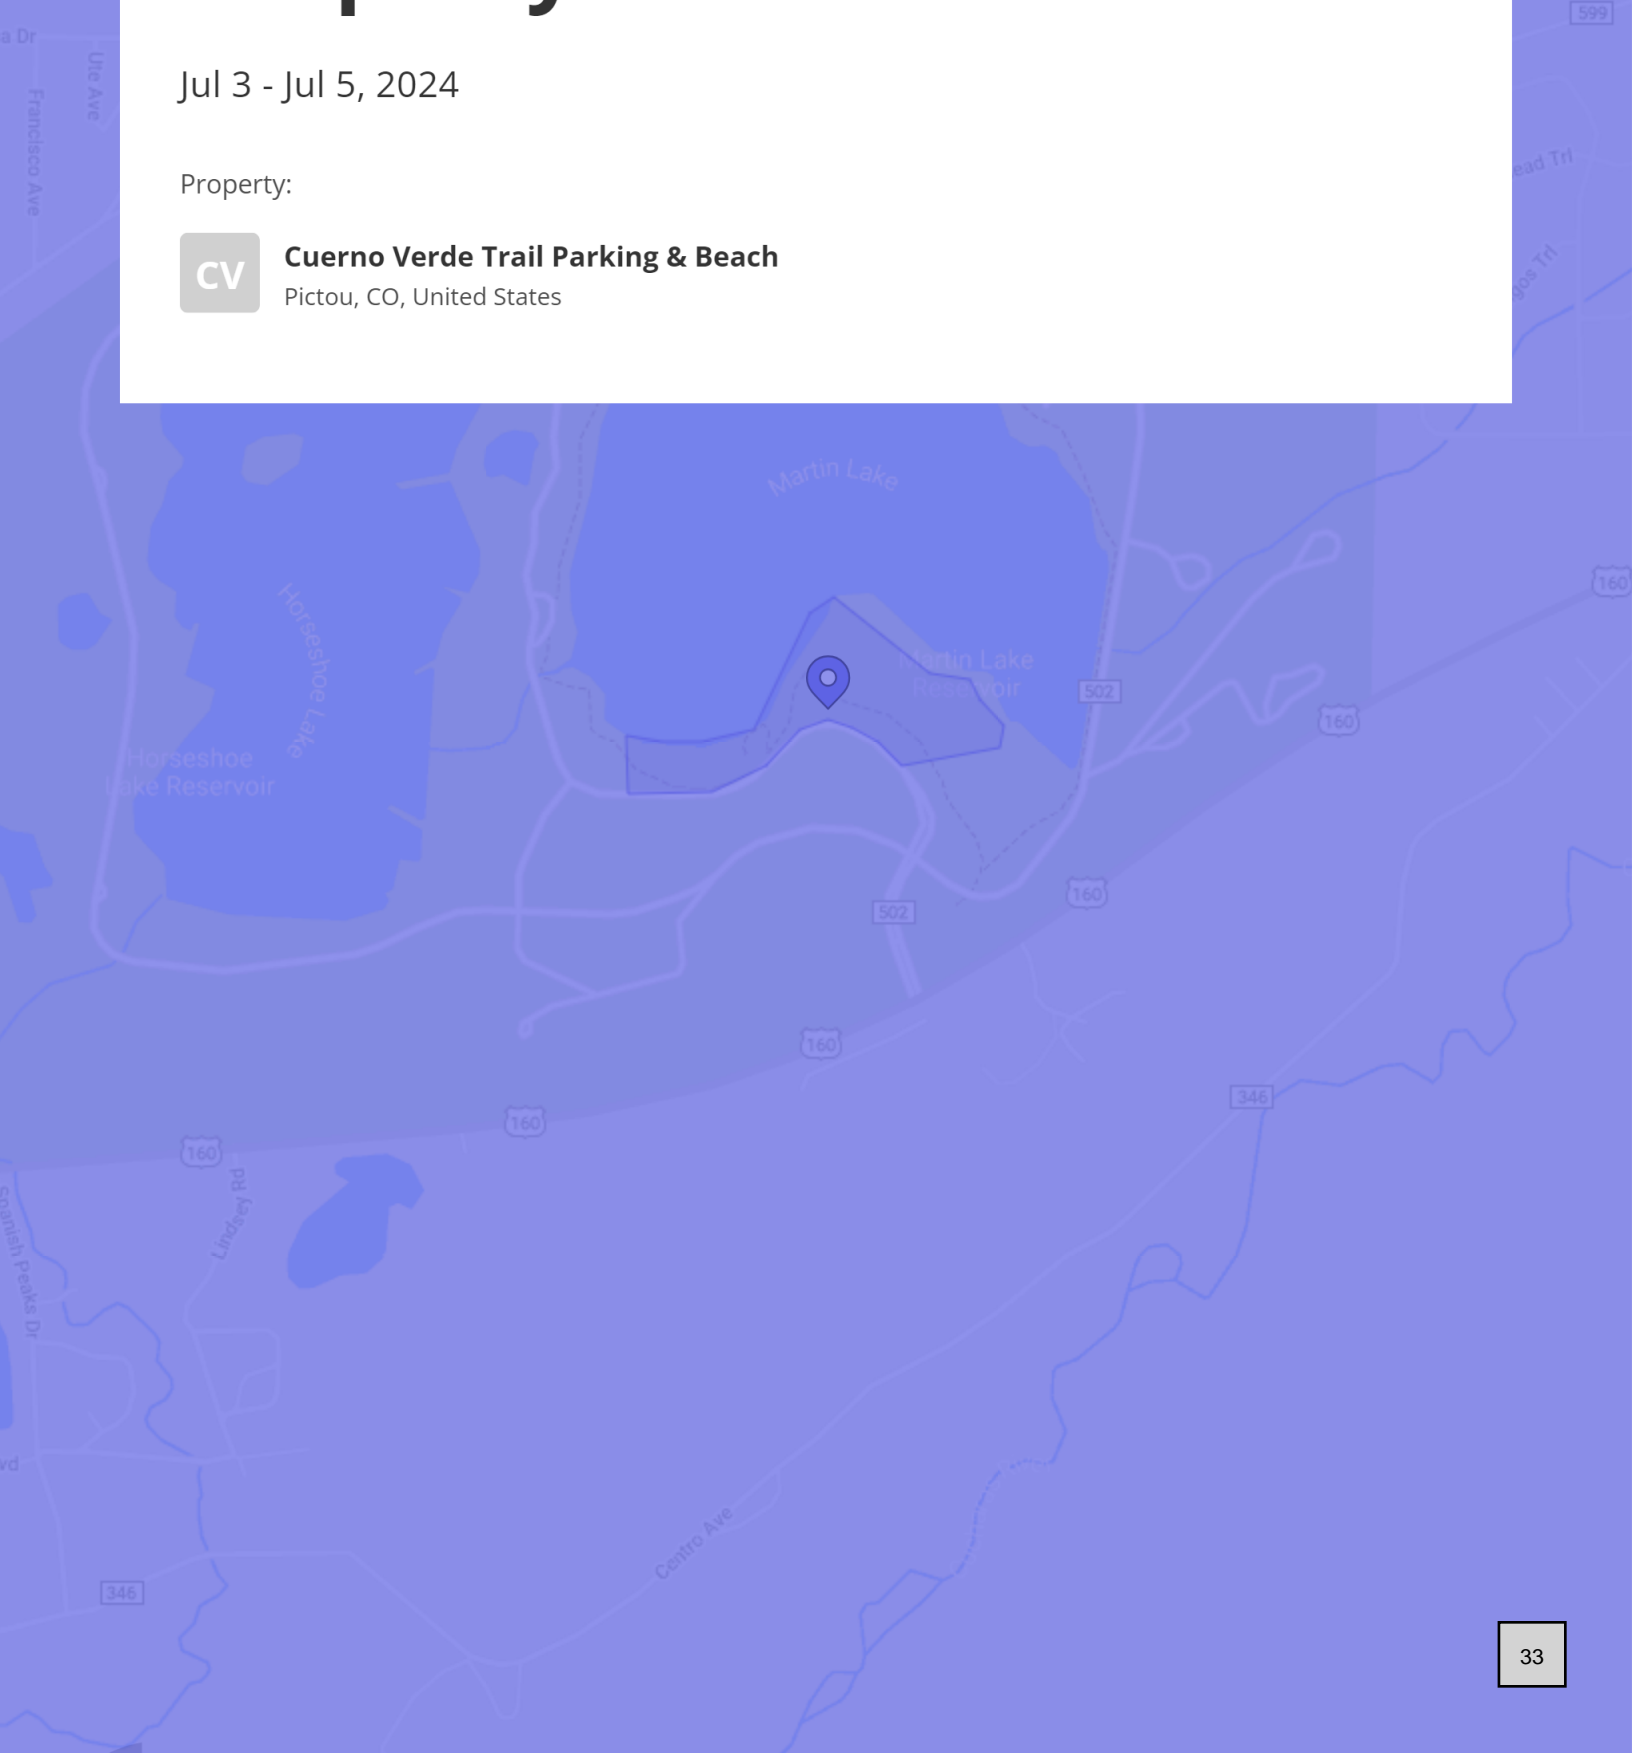 599
a Dr
Ute Ave
Francisco Ave
Jul 3 - Jul 5, 2024
Property:
CV
Cuerno Verde Trail Parking & Beach
Pictou, CO, United States
Martin Lake
160
Horseshoe Lake
Martin Lake
Reservoir
502
160
Horseshoe
Lake Reservoir
160
502
160
346
160
160
Lindsey Rd
Spanish Peaks Dr
Centro Ave
346
33